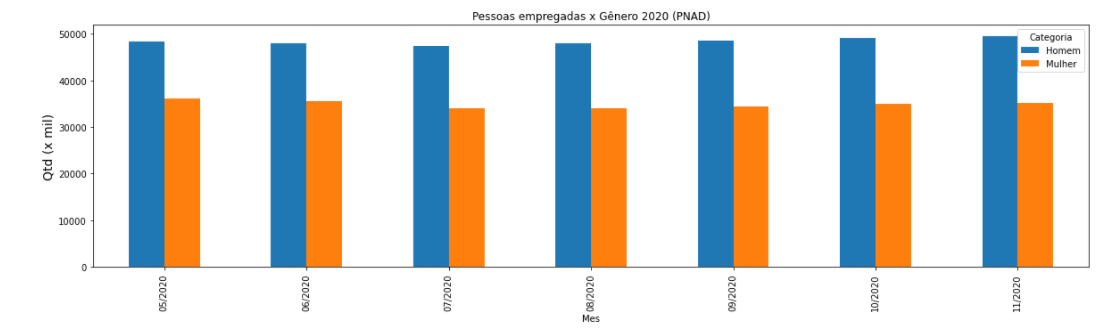 Pessoas empregadas x Gênero 2020 (PNAD)
Categoria
Homem
Mulher
Qtd (x mil)
50000
40000
30000
20000
10000
0
05/2020
06/2020
07/2020
08/2020
09/2020
10/2020
11/2020
Mes